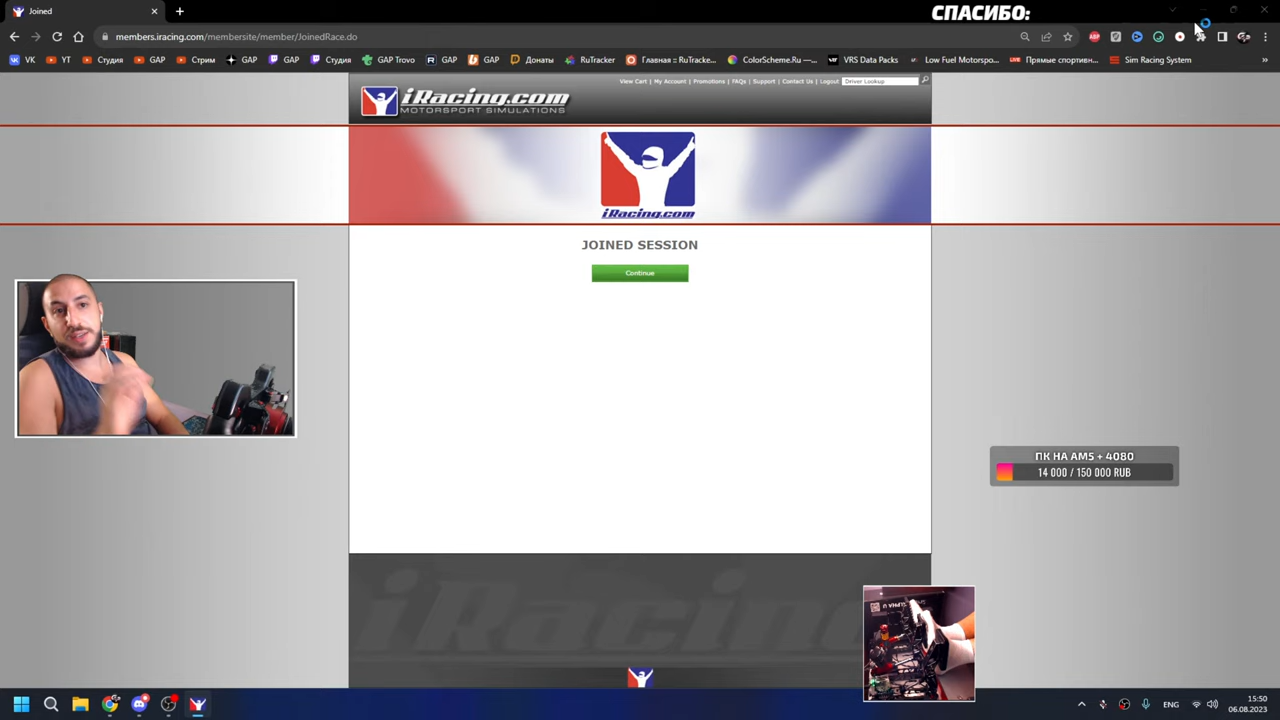 СПАСИБО:
Joined
members.iracing.com/membersite/member/JoinedRace.do
VK
YT
Студия
GAP
Стрим
GAP
Студия
GAP Trovo
GAP
GAP
Донаты
RuTracker
Главная :: RuTracke...
ColorScheme.Ru —...
VRS Data Packs
Low Fuel Motorspo...
Прямые спортивн...
Sim Racing System
View Cart | My Account | Promotions | FAQs | Support | Contact Us | Logout
Driver Lookup
iRacing.com
MOTORSPORT SIMULATIONS
iRacing.com
JOINED SESSION
Continue
ПК НА AM5 + 4080
14 000 / 150 000 RUB
iRacing
ENG
15:50
06.08.2023